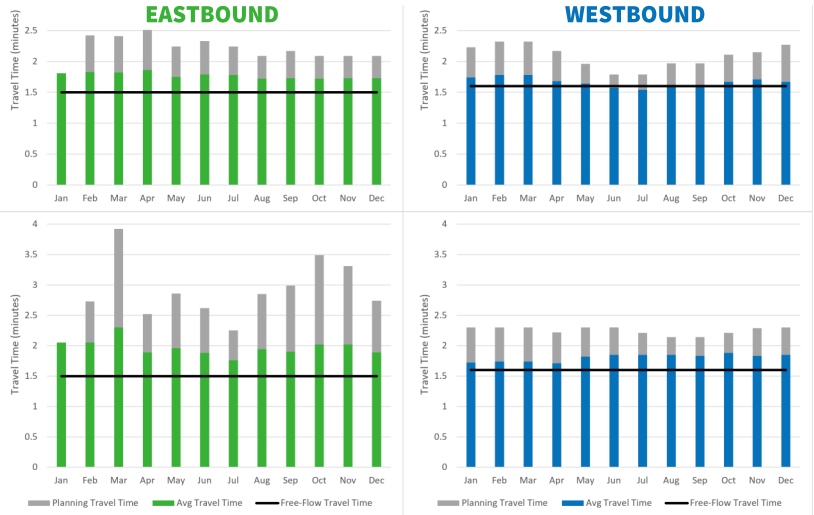 EASTBOUND
WESTBOUND
Travel Time (minutes)
2.5
2
1.5
1
0.5
0
Jan Feb Mar Apr May Jun Jul Aug Sep Oct Nov Dec
Travel Time (minutes)
2.5
2
1.5
1
0.5
0
Jan Feb Mar Apr May Jun Jul Aug Sep Oct Nov Dec
Travel Time (minutes)
4
3.5
3
2.5
2
1.5
1
0.5
0
Jan Feb Mar Apr May Jun Jul Aug Sep Oct Nov Dec
Planning Travel Time Avg Travel Time Free-Flow Travel Time
Travel Time (minutes)
4
3.5
3
2.5
2
1.5
1
0.5
0
Jan Feb Mar Apr May Jun Jul Aug Sep Oct Nov Dec
Planning Travel Time Avg Travel Time Free-Flow Travel Time